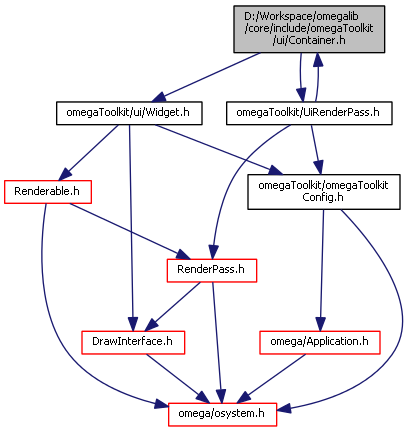 D:/Workspace/omegalib
/core/include/omegaToolkit
/ui/Container.h
omegaToolkit/ui/Widget.h
omegaToolkit/UiRenderPass.h
Renderable.h
omegaToolkit/omegaToolkit
Config.h
RenderPass.h
DrawInterface.h
omega/Application.h
omega/osystem.h